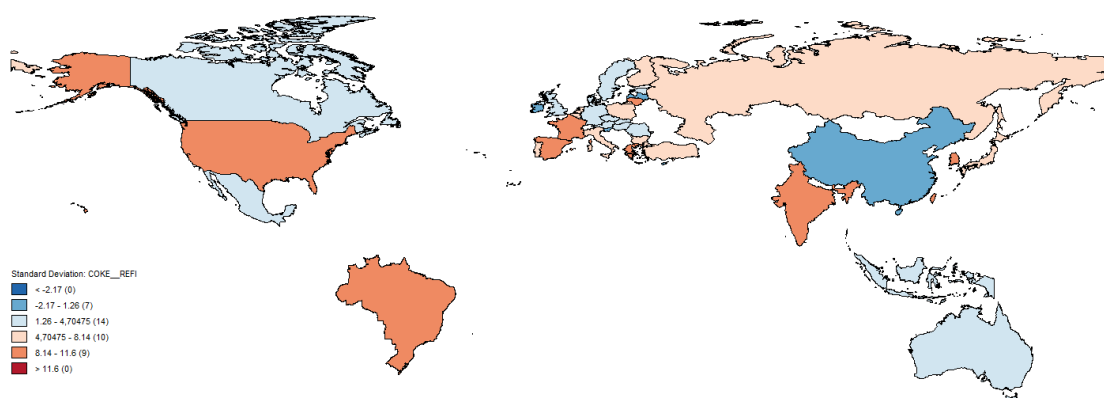 Standard Deviation: COKE__REFI
< -2.17 (0)
-2.17 - 1.26 (7)
1.26 - 4,70475 (14)
4,70475 - 8.14 (10)
8.14 - 11.6 (9)
> 11.6 (0)